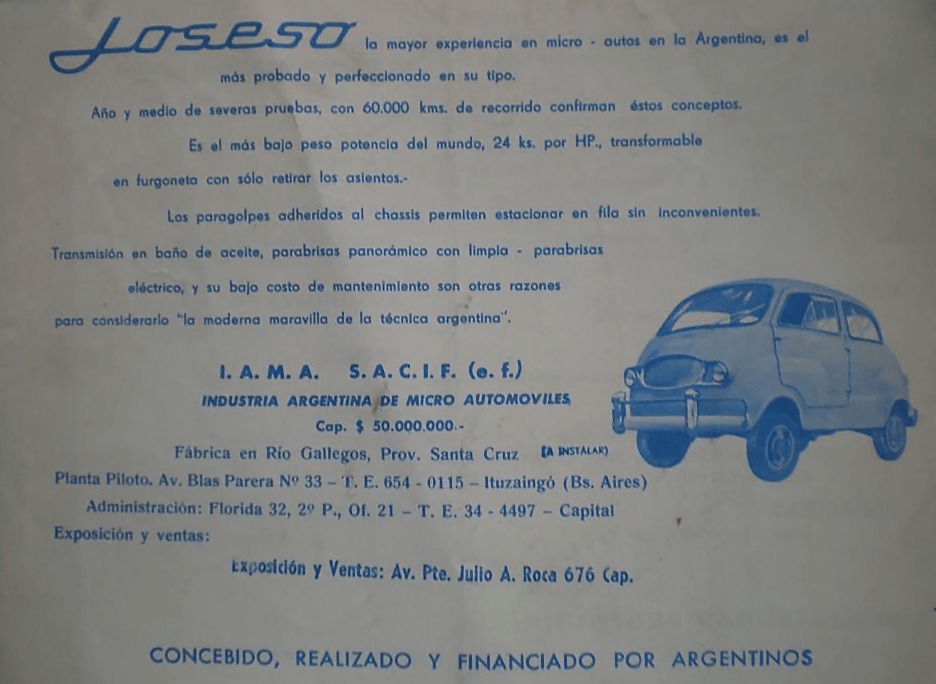 Joseso la mayor experiencia en micro - autos en la Argentina, es el
más probado y perfeccionado en su tipo.
Año y medio de severas pruebas, con 60.000 kms. de recorrido confirman éstos conceptos.
Es el más bajo peso potencia del mundo, 24 ks. por HP., transformable
en furgoneta con sólo retirar los asientos.-
Los paragolpes adheridos al chassis permiten estacionar en fila sin inconvenientes.
Transmisión en baño de aceite, parabrisas panorámico con limpia - parabrisas
eléctrico, y su bajo costo de mantenimiento son otras razones
para considerarlo "la moderna maravilla de la técnica argentina".
I. A. M. A. S. A. C. I. F. (e. f.)
INDUSTRIA ARGENTINA DE MICRO AUTOMOVILES
Cap. $ 50.000.000.-
Fábrica en Río Gallegos, Prov. Santa Cruz (A INSTALAR)
Planta Piloto. Av. Blas Parera Nº 33 – T. E. 654 - 0115 – Ituzaingó (Bs. Aires)
Administración: Florida 32, 2º P., Of. 21 – T. E. 34 - 4497 – Capital
Exposición y ventas:
Exposición y Ventas: Av. Pte. Julio A. Roca 676 Cap.
CONCEBIDO, REALIZADO Y FINANCIADO POR ARGENTINOS